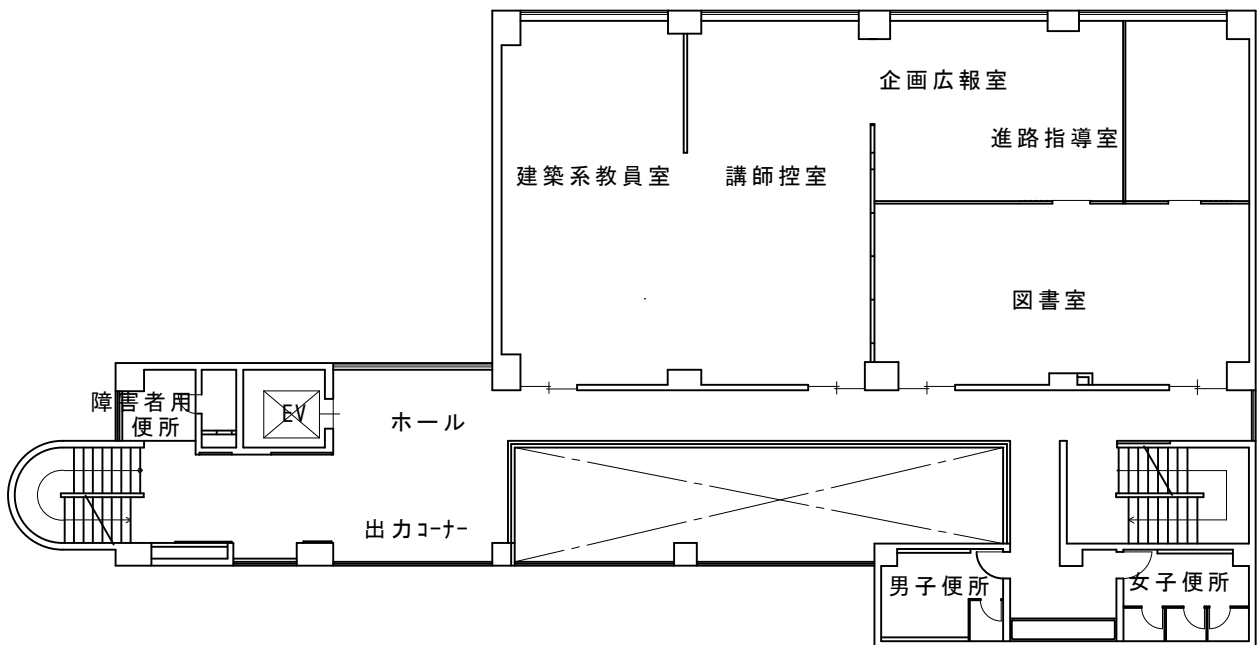 企画広報室
進路指導室
建築系教員室
講師控室
図書室
障害者用
便所
EV
ホール
出力コーナー
男子便所
女子便所